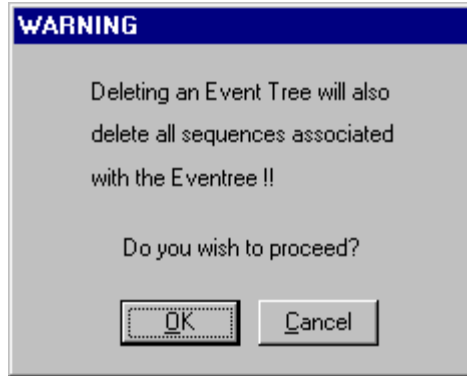 WARNING
Deleting an Event Tree will also
delete all sequences associated
with the Eventree !!
Do you wish to proceed?
OK Cancel